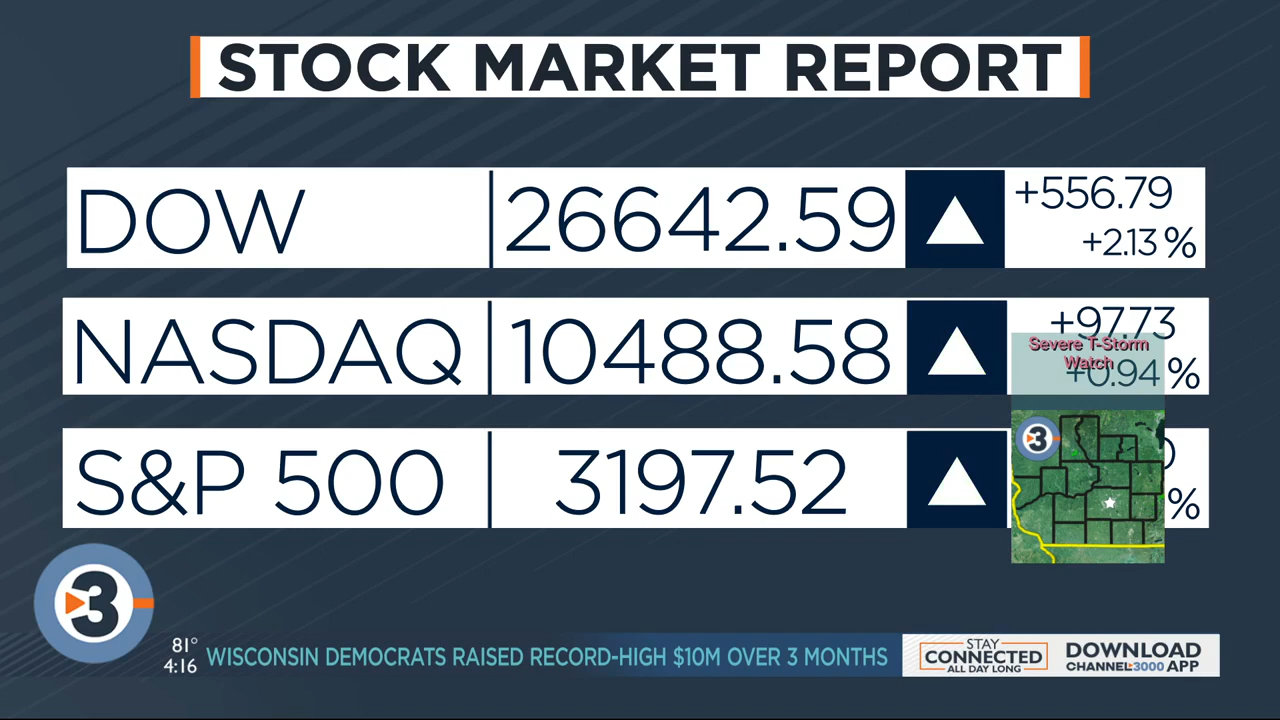 STOCK MARKET REPORT
DOW 26642.59 +556.79
+2.13 %
NASDAQ 10488.58 +97.73
Severe T-Storm
Watch
+0.94 %
S&P 500 3197.52
%
3
3
81°
4:16
WISCONSIN DEMOCRATS RAISED RECORD-HIGH $10M OVER 3 MONTHS
STAY
CONNECTED
ALL DAY LONG
DOWNLOAD
CHANNEL3000 APP